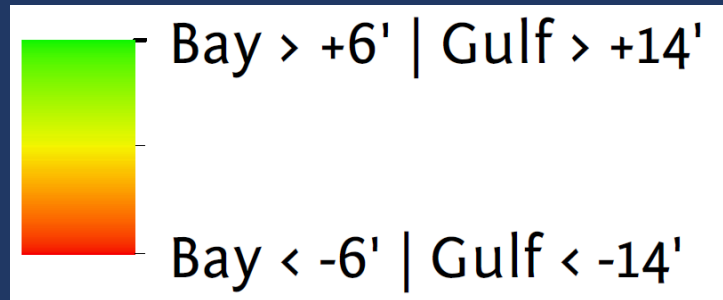 Bay > +6' | Gulf > +14'
Bay < -6' | Gulf < -14'